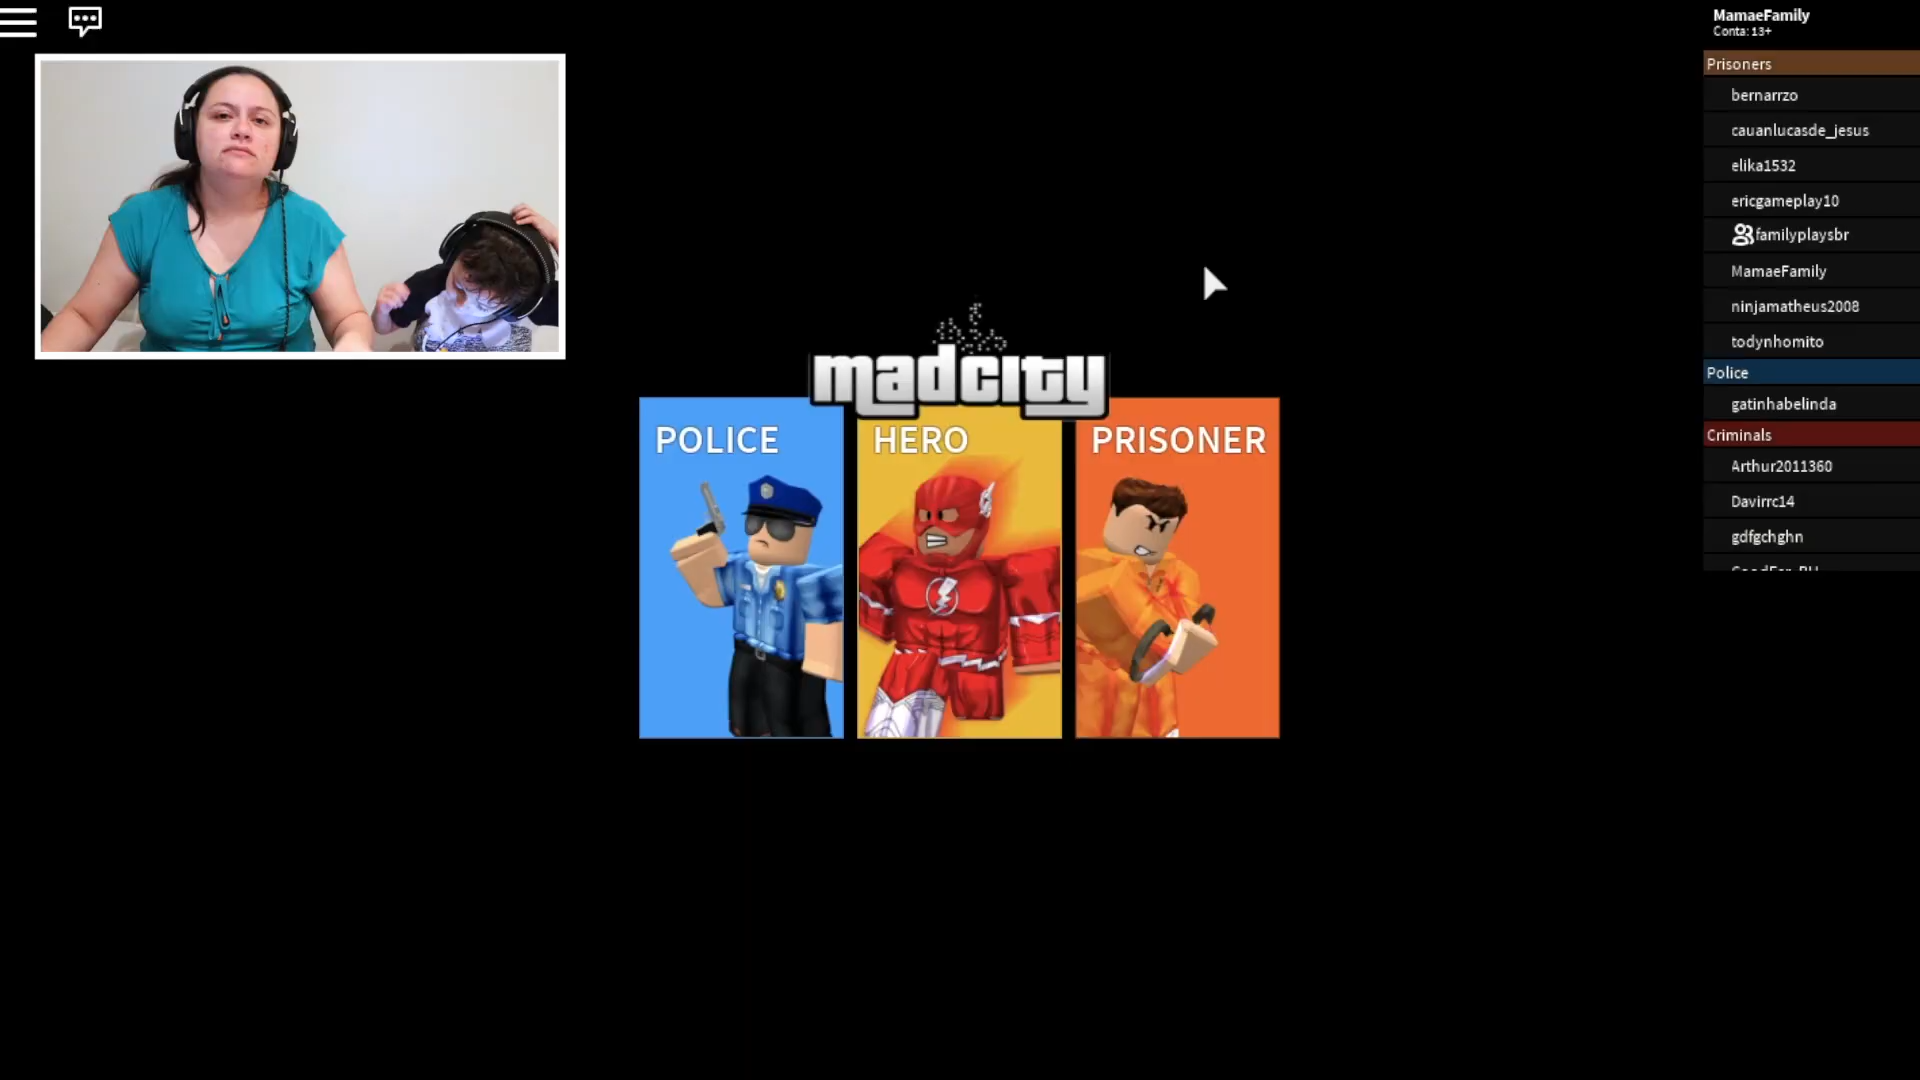 MamaeFamily
Conta: 13+
Prisoners
bernarrzo
cauanlucasde_jesus
elika1532
ericgameplay10
familyplaysbr
MamaeFamily
ninjamatheus2008
todynhomito
Police
gatinhabelinda
Criminals
Arthur2011360
Davirrc14
gdfgchghn
madcity
POLICE
HERO
PRISONER